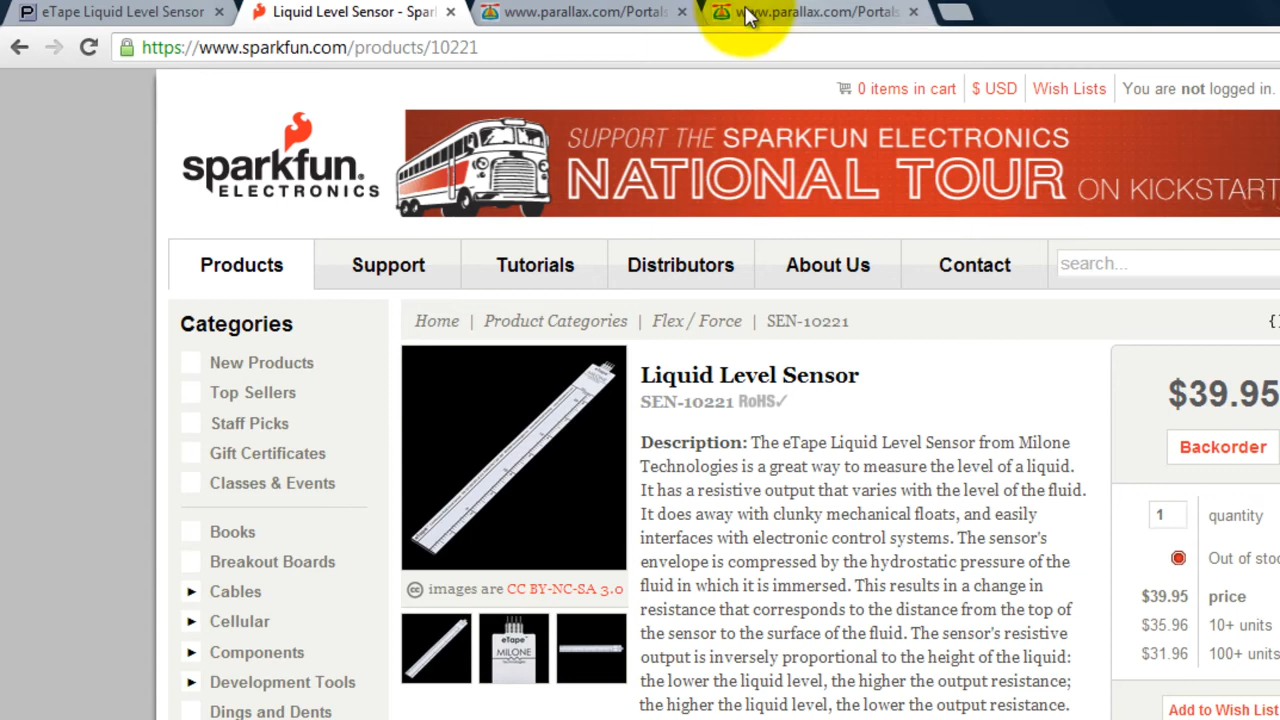 eTape Liquid Level Sensor
Liquid Level Sensor - Spar
www.parallax.com/Portals
www.parallax.com/Portals
https://www.sparkfun.com/products/10221
0 items in cart
$ USD
Wish Lists
You are not logged in.
sparkfun.
ELECTRONICS
SUPPORT THE SPARKFUN ELECTRONICS
NATIONAL TOUR ON KICKSTART
Products
Support
Tutorials
Distributors
About Us
Contact
search...
Categories
New Products
Top Sellers
Staff Picks
Gift Certificates
Classes & Events
Books
Breakout Boards
Cables
Cellular
Components
Development Tools
Dings and Dents
Home | Product Categories | Flex / Force | SEN-10221
images are CC BY-NC-SA 3.0
eTape
MILONE
Liquid Level Sensor
SEN-10221 RoHS✓
Description: The eTape Liquid Level Sensor from Milone
Technologies is a great way to measure the level of a liquid.
It has a resistive output that varies with the level of the fluid.
It does away with clunky mechanical floats, and easily
interfaces with electronic control systems. The sensor's
envelope is compressed by the hydrostatic pressure of the
fluid in which it is immersed. This results in a change in
resistance that corresponds to the distance from the top of
the sensor to the surface of the fluid. The sensor's resistive
output is inversely proportional to the height of the liquid:
the lower the liquid level, the higher the output resistance;
the higher the liquid level, the lower the output resistance.
$39.95
Backorder
1 quantity
Out of stoc
$39.95 price
$35.96 10+ units
$31.96 100+ units
Add to Wish List